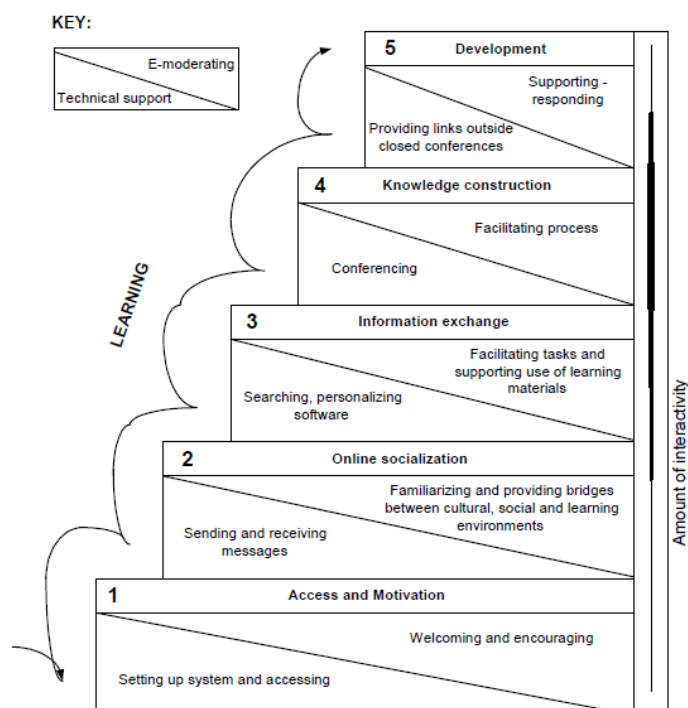 KEY:
E-moderating
Technical support
5 Development
Supporting -
responding
Providing links outside
closed conferences
4 Knowledge construction
Facilitating process
Conferencing
LEARNING
3 Information exchange
Facilitating tasks and
supporting use of learning
materials
Searching, personalizing
software
2 Online socialization
Familiarizing and providing bridges
between cultural, social and learning
environments
Sending and receiving
messages
1 Access and Motivation
Welcoming and encouraging
Setting up system and accessing
Amount of interactivity